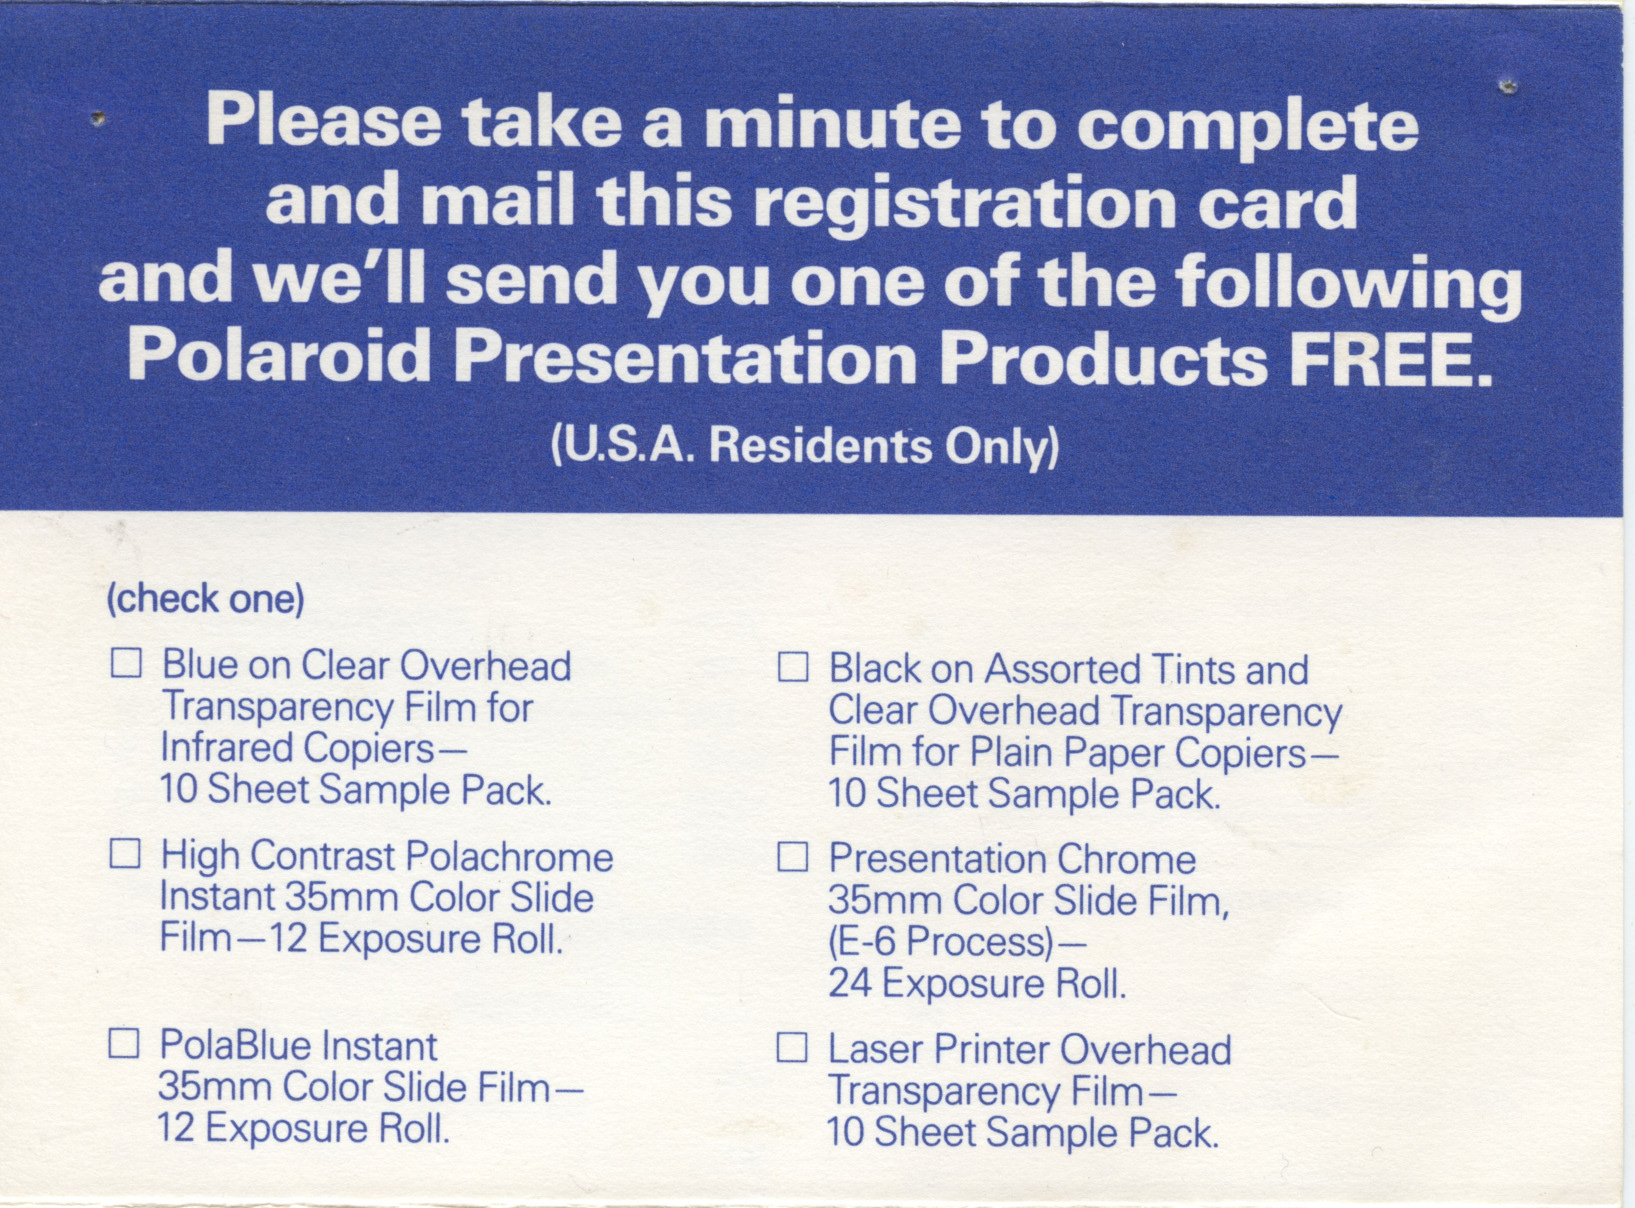 Please take a minute to complete
and mail this registration card
and we'll send you one of the following
Polaroid Presentation Products FREE.
(U.S.A. Residents Only)
(check one)
□ Blue on Clear Overhead
Transparency Film for
Infrared Copiers—
10 Sheet Sample Pack.
□ High Contrast Polachrome
Instant 35mm Color Slide
Film—12 Exposure Roll.
□ PolaBlue Instant
35mm Color Slide Film—
12 Exposure Roll.
□ Black on Assorted Tints and
Clear Overhead Transparency
Film for Plain Paper Copiers—
10 Sheet Sample Pack.
□ Presentation Chrome
35mm Color Slide Film,
(E-6 Process)—
24 Exposure Roll.
□ Laser Printer Overhead
Transparency Film—
10 Sheet Sample Pack.